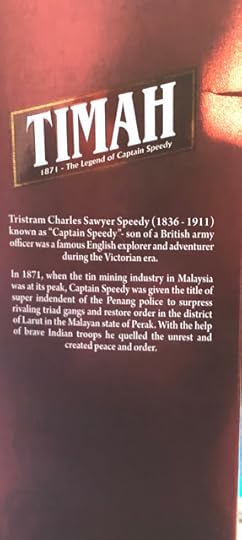 TIMAH
1871 - The Legend of Captain Speedy
Tristram Charles Sawyer Speedy (1836 - 1911)
known as "Captain Speedy"- son of a British army
officer was a famous English explorer and adventurer
during the Victorian era.
In 1871, when the tin mining industry in Malaysia
was at its peak, Captain Speedy was given the title of
super indendent of the Penang police to surpress
rivaling triad gangs and restore order in the district
of Larut in the Malayan state of Perak. With the help
of brave Indian troops he quelled the unrest and
created peace and order.